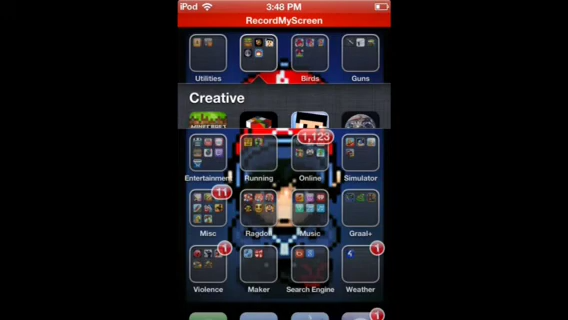 iPod 3:48 PM
RecordMyScreen
Utilities Birds Guns
Creative
MINECRAFT
1,123
Entertainment Running Online Simulator
11
Misc Ragdoll Music Graal+
1 1
Violence Maker Search Engine Weather
1